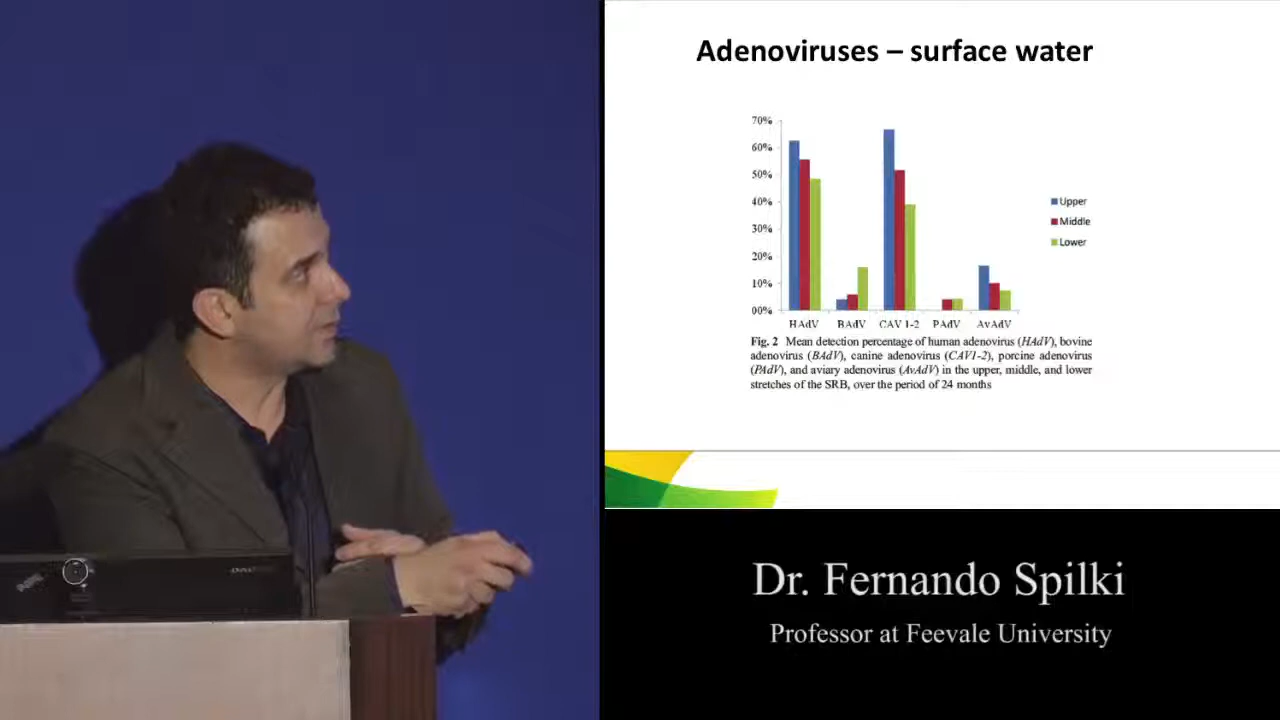 Adenoviruses – surface water
70%
60%
50%
40%
30%
20%
10%
00%
HAdV BAdV CAV 1-2 PAdV AvAdV
Upper
Middle
Lower
Fig. 2 Mean detection percentage of human adenovirus (HAdV), bovine
adenovirus (BAdV), canine adenovirus (CAV1-2), porcine adenovirus
(PAdV), and aviary adenovirus (AvAdV) in the upper, middle, and lower
stretches of the SRB, over the period of 24 months
Dr. Fernando Spilki
Professor at Feevale University